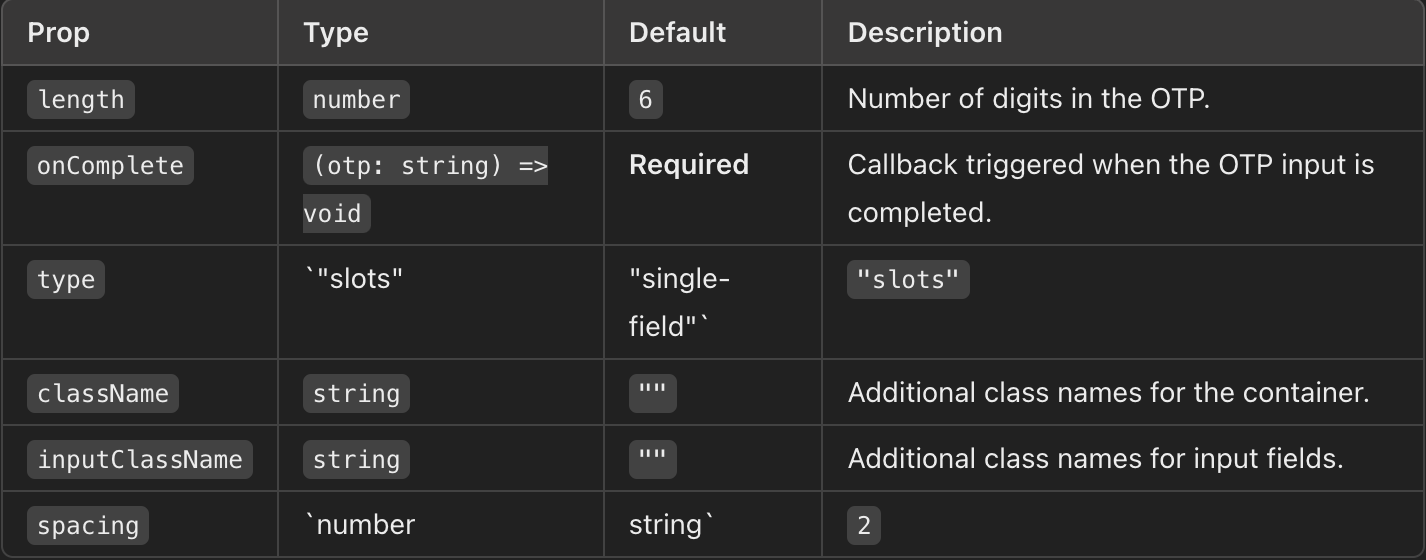 Prop Type Default Description
length number 6 Number of digits in the OTP.
onComplete (otp: string) => Required Callback triggered when the OTP input is
void completed.
type `"slots" "single- "slots"
field"`
className string "" Additional class names for the container.
inputClassName string "" Additional class names for input fields.
spacing `number string` 2